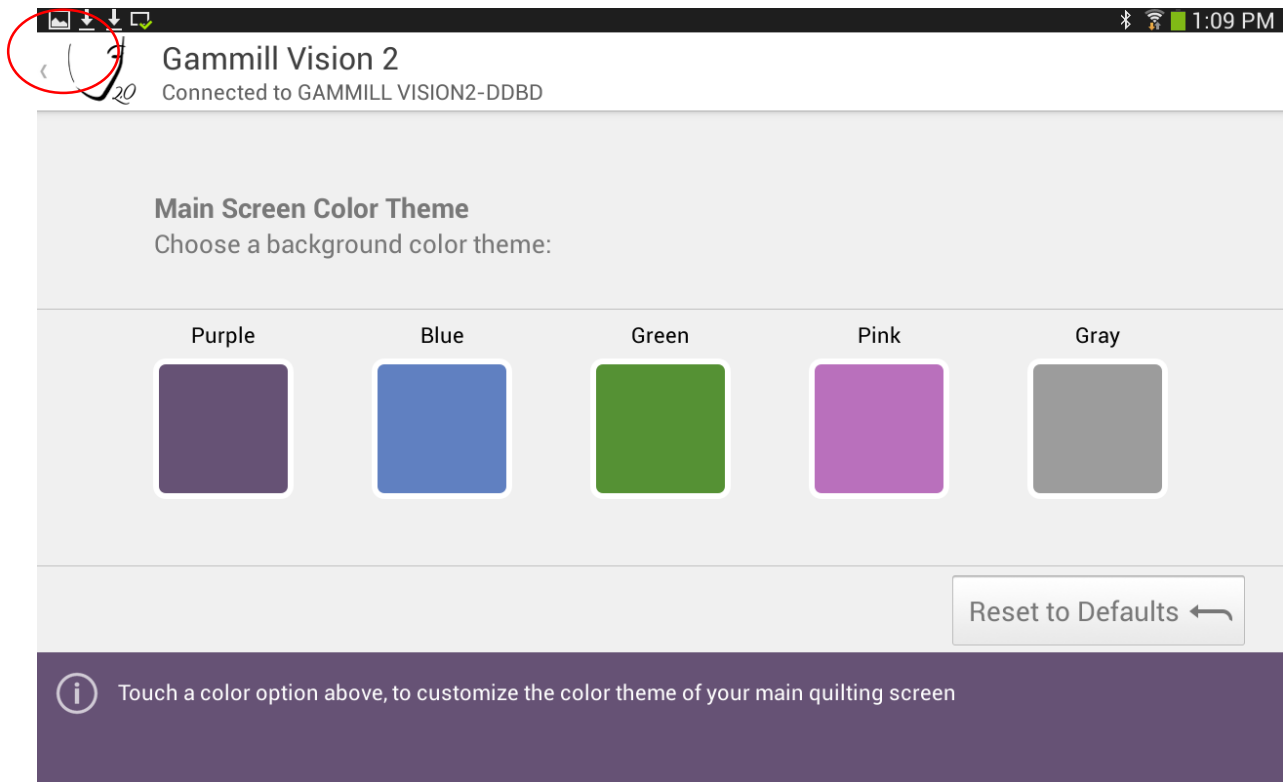 1:09 PM
Gammill Vision 2
2.0
Connected to GAMMILL VISION2-DDBD
Main Screen Color Theme
Choose a background color theme:
Purple Blue Green Pink Gray
Reset to Defaults
i Touch a color option above, to customize the color theme of your main quilting screen